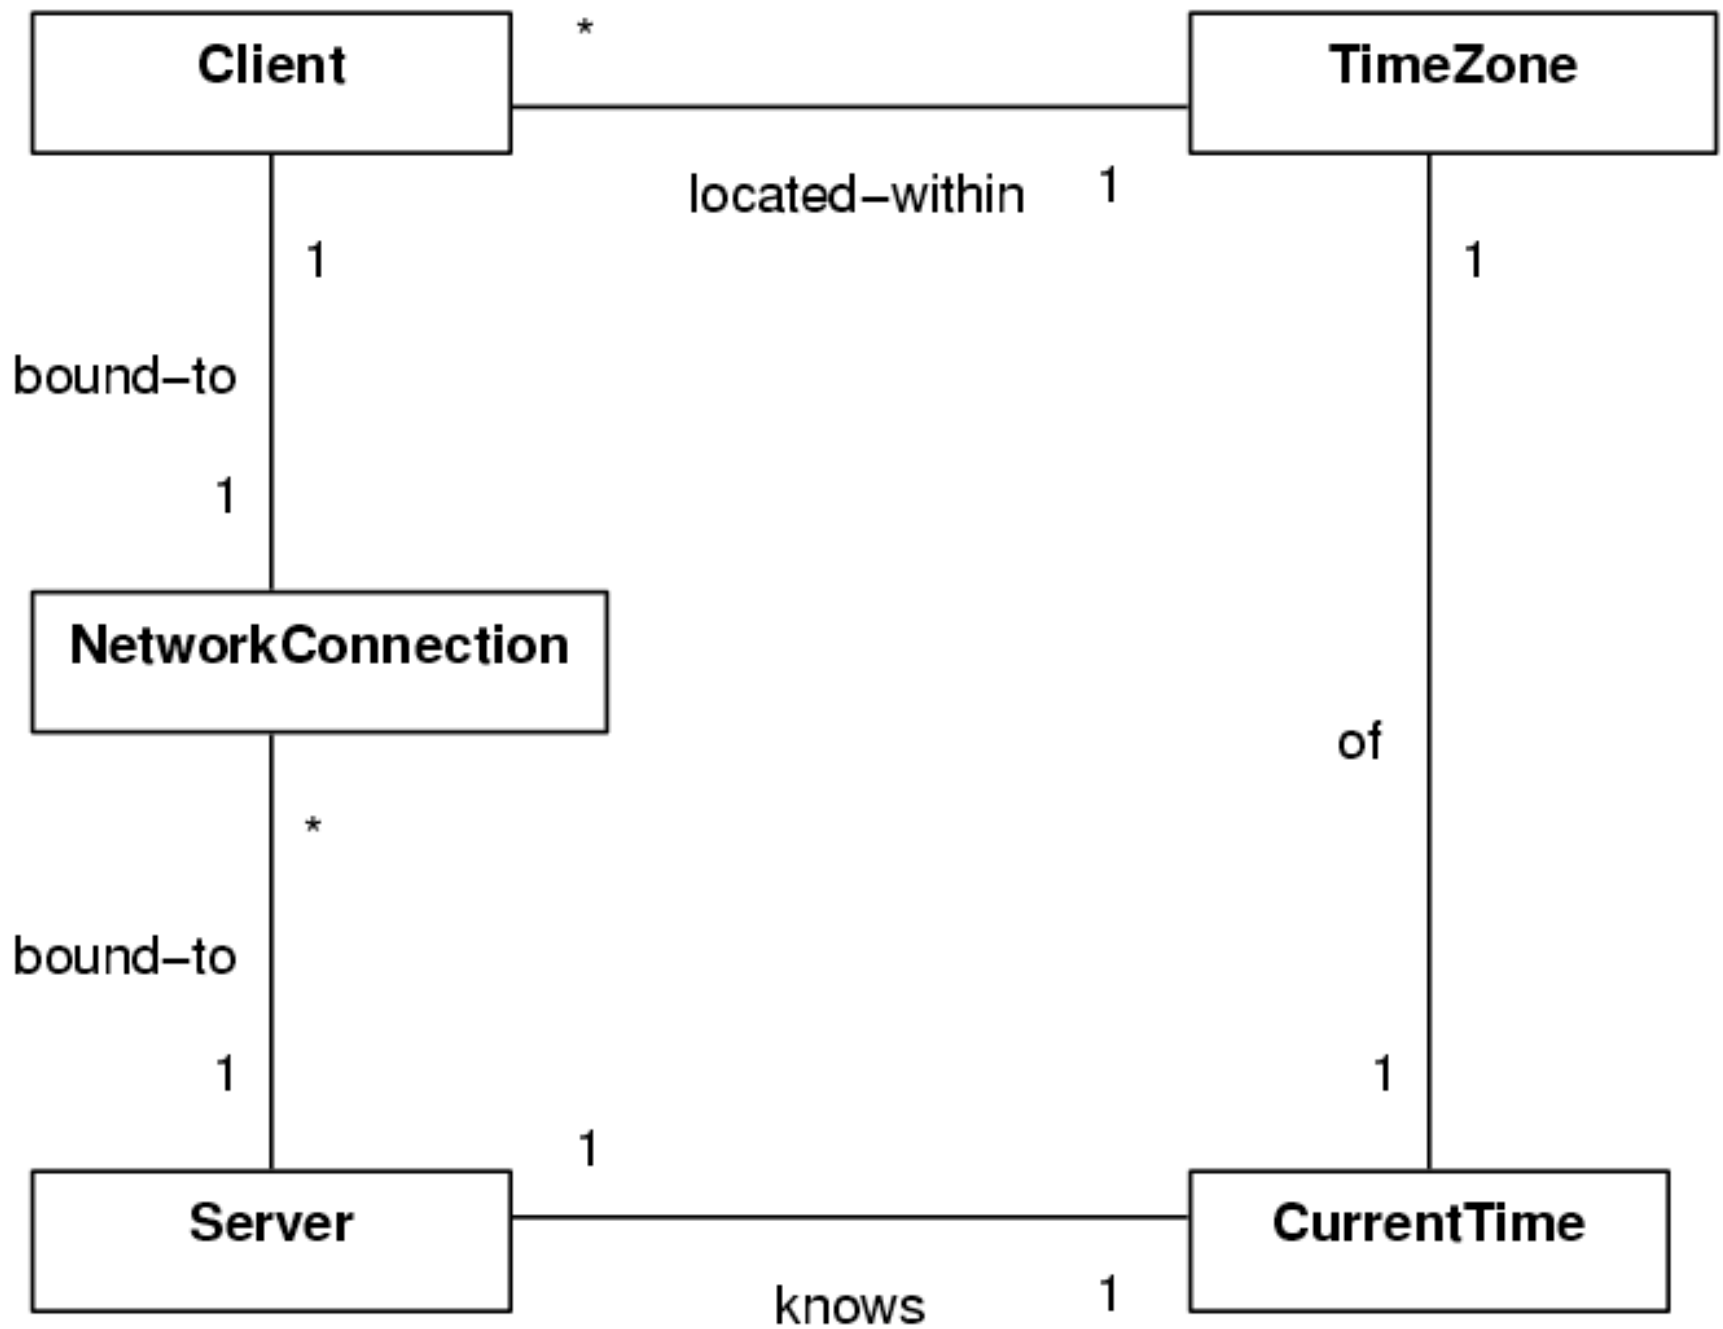 Client
*
TimeZone
located–within
1
1
1
bound–to
1
NetworkConnection
of
*
bound–to
1
1
1
Server
CurrentTime
knows
1